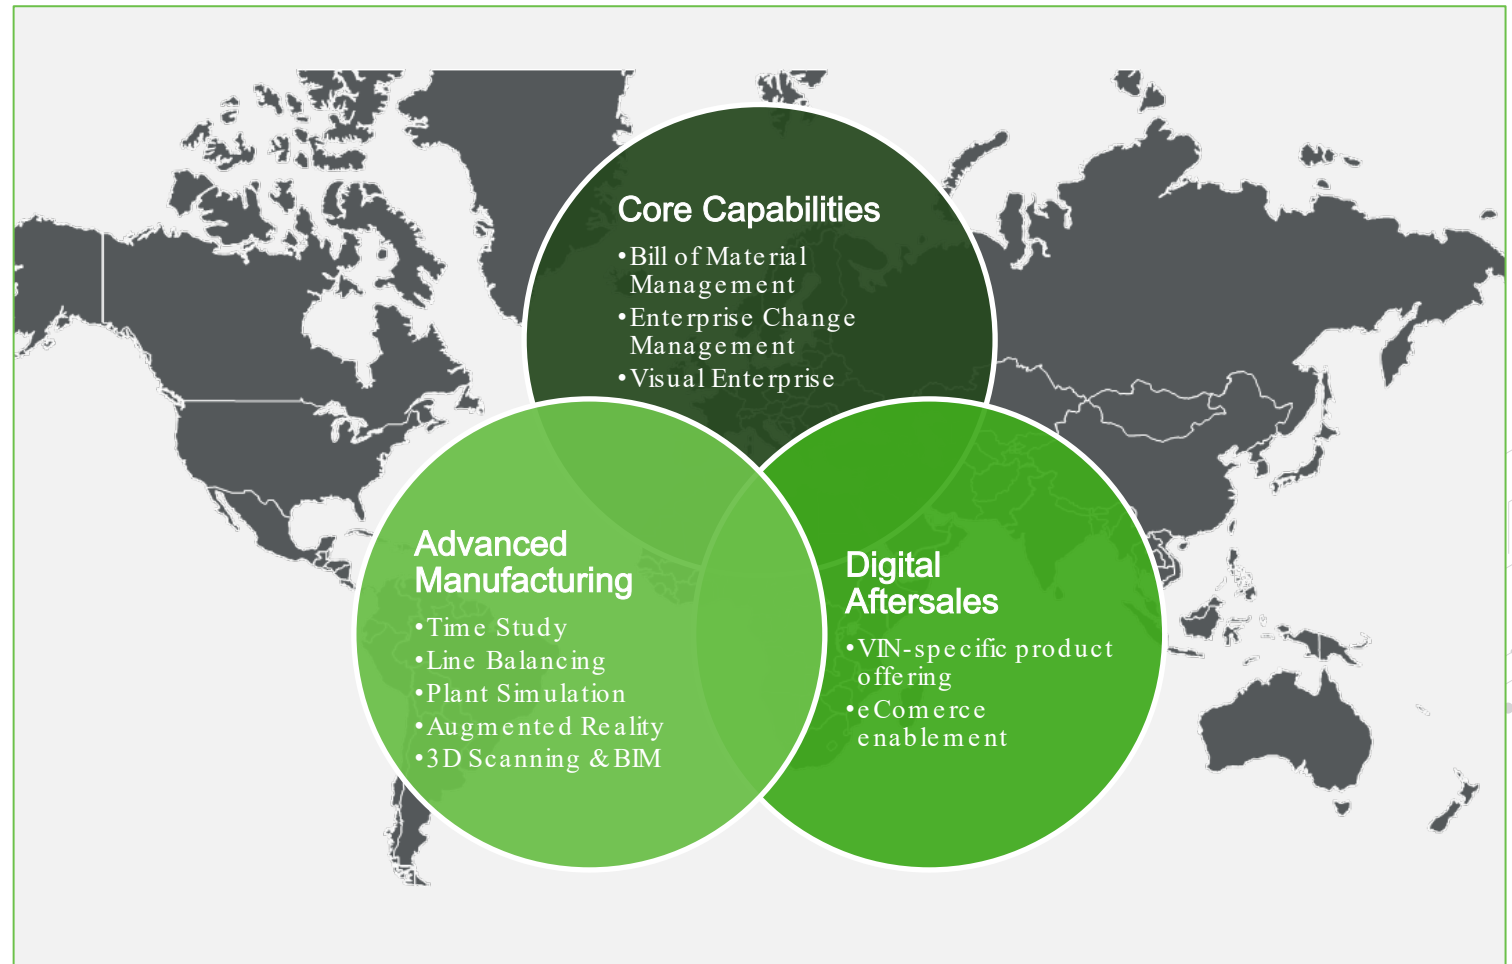 Core Capabilities
•Bill of Material
Management
•Enterprise Change
Management
•Visual Enterprise
Advanced
Manufacturing
•Time Study
•Line Balancing
•Plant Simulation
•Augmented Reality
•3D Scanning & BIM
Digital
Aftersales
•VIN-specific product
offering
•eComerce
enablement